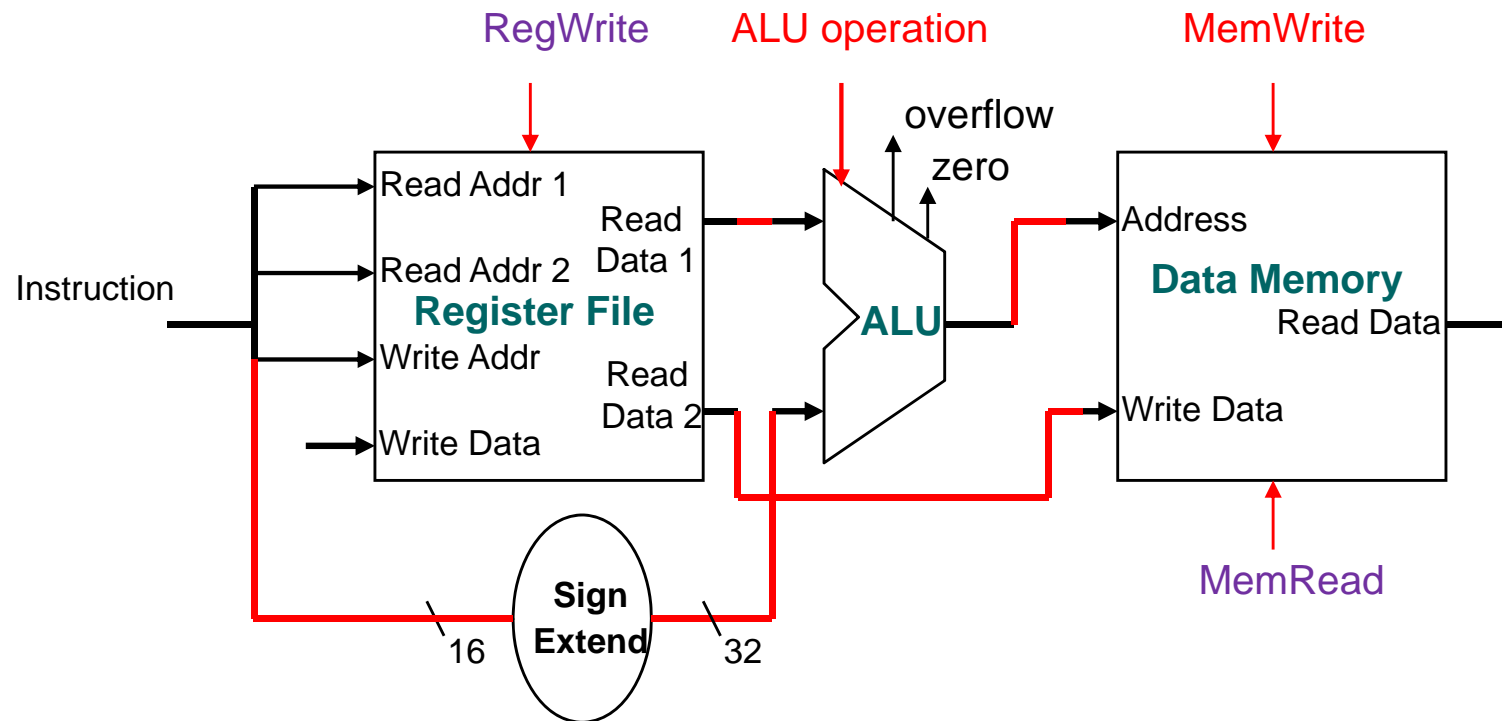 RegWrite
ALU operation
MemWrite
overflow
zero
Instruction
Read Addr 1
Read Addr 2
Register File
Write Addr
Write Data
Read
Data 1
Read
Data 2
ALU
Address
Data Memory
Read Data
Write Data
MemRead
Sign
Extend
16
32